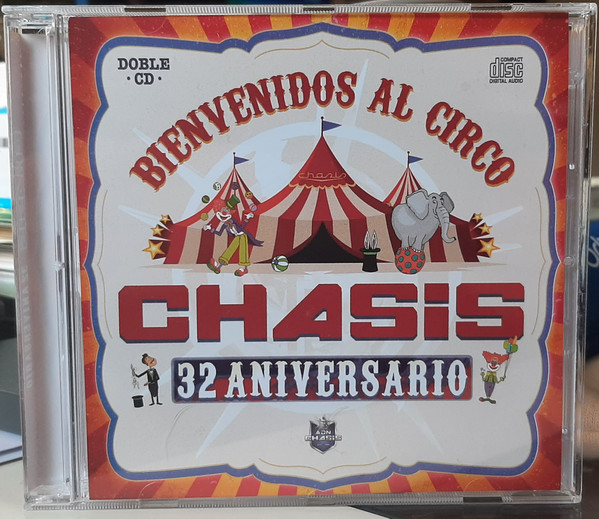 DOBLE
· CD ·
COMPACT
disc
DIGITAL AUDIO
BIENVENIDOS AL CIRCO
chasis
CHASiS
32 ANIVERSARIO
ADN
CHASIS